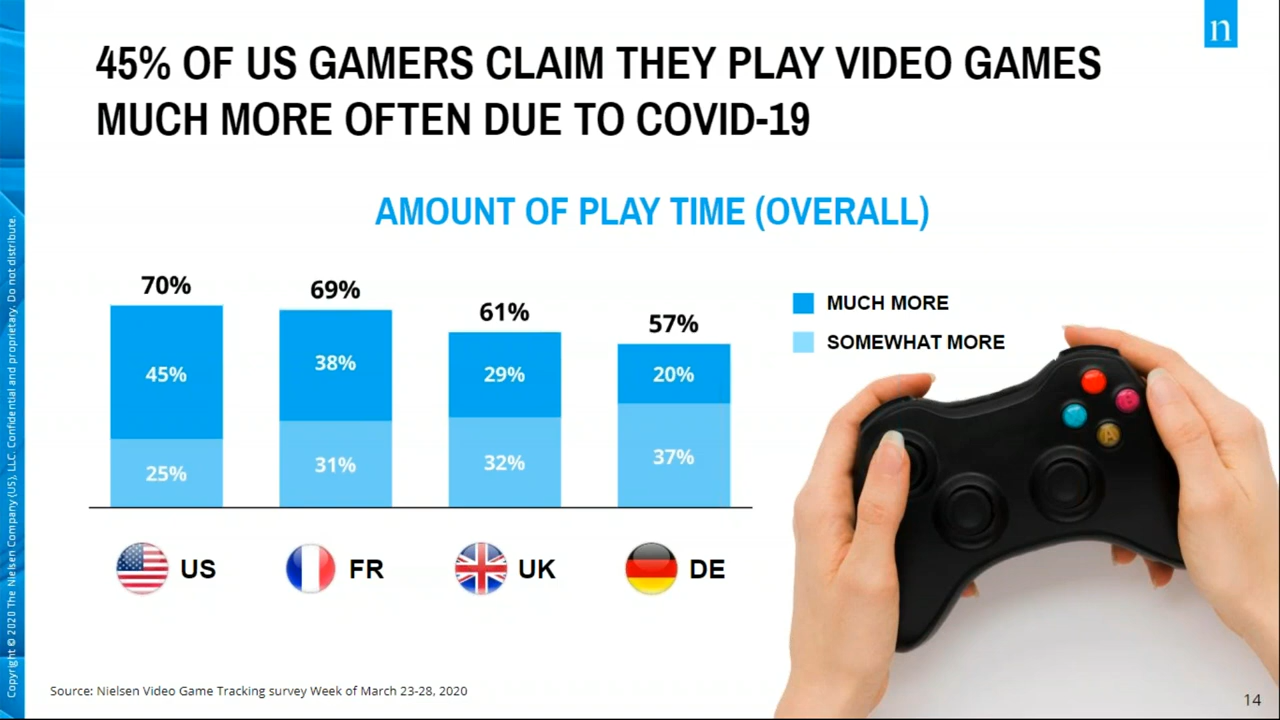 n
45% OF US GAMERS CLAIM THEY PLAY VIDEO GAMES
MUCH MORE OFTEN DUE TO COVID-19
AMOUNT OF PLAY TIME (OVERALL)
70%
69%
61%
57%
45%
38%
29%
20%
25%
31%
32%
37%
MUCH MORE
SOMEWHAT MORE
A
US
FR
UK
DE
Source: Nielsen Video Game Tracking survey Week of March 23-28, 2020
14
Copyright © 2020 The Nielsen Company (US), LLC. Confidential and proprietary. Do not distribute.